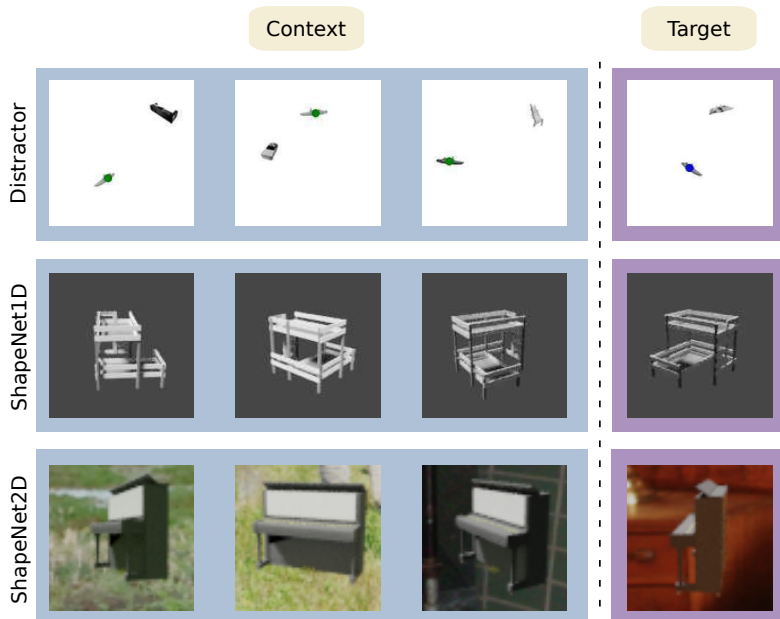 Context
Target
Distractor
ShapeNet1D
ShapeNet2D